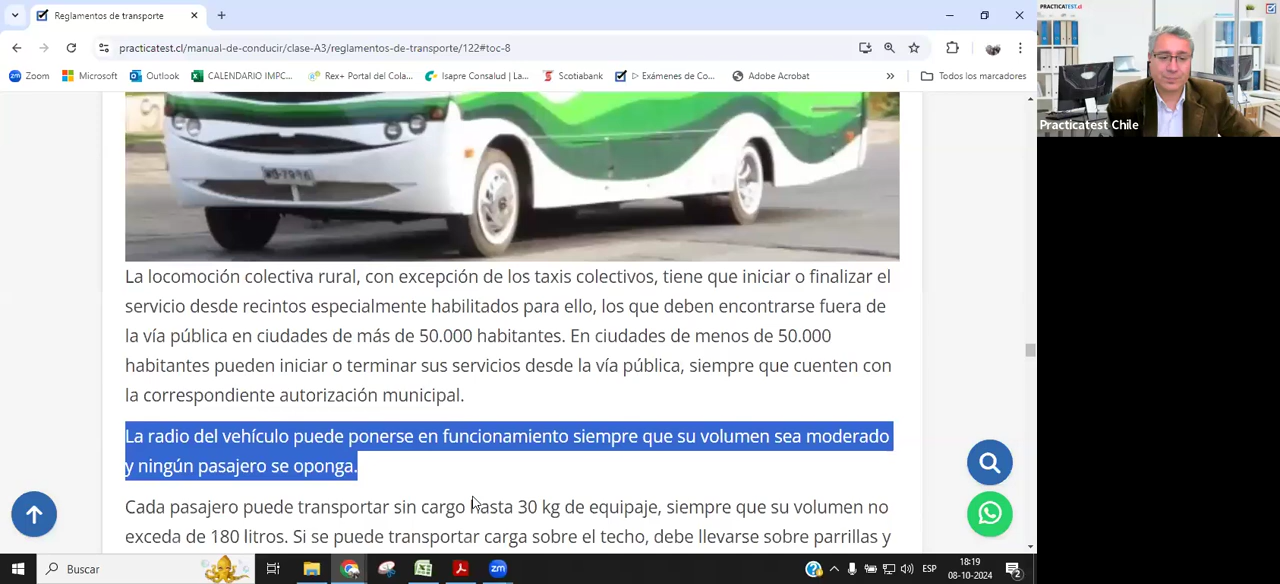 Reglamentos de transporte
practicatest.cl/manual-de-conducir/clase-A3/reglamentos-de-transporte/122#toc-8
Zoom
Microsoft
Outlook
CALENDARIO IMPC...
Rex+ Portal del Cola...
Isapre Consalud | La...
Scotiabank
▷ Exámenes de Co...
Adobe Acrobat
»
Todos los marcadores
PRACTICATEST.cl
Practicatest Chile
La locomoción colectiva rural, con excepción de los taxis colectivos, tiene que iniciar o finalizar el
servicio desde recintos especialmente habilitados para ello, los que deben encontrarse fuera de
la vía pública en ciudades de más de 50.000 habitantes. En ciudades de menos de 50.000
habitantes pueden iniciar o terminar sus servicios desde la vía pública, siempre que cuenten con
la correspondiente autorización municipal.
La radio del vehículo puede ponerse en funcionamiento siempre que su volumen sea moderado
y ningún pasajero se oponga.
Cada pasajero puede transportar sin cargo hasta 30 kg de equipaje, siempre que su volumen no
exceda de 180 litros. Si se puede transportar carga sobre el techo, debe llevarse sobre parrillas y
Buscar
zm
ESP
18:19
08-10-2024
2